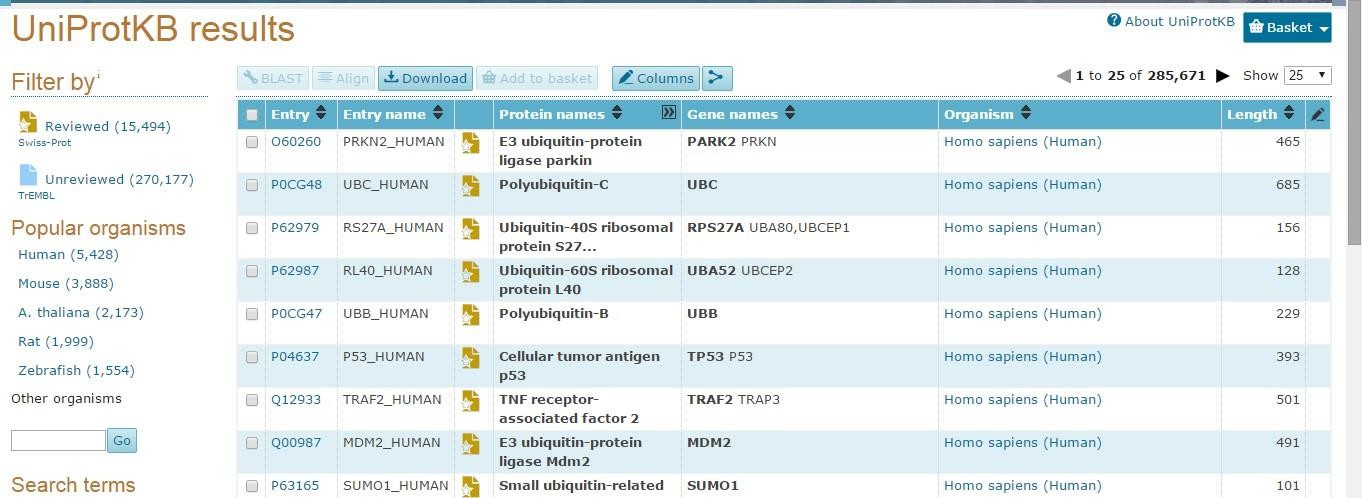 UniProtKB results
About UniProtKB
Basket
Filter by i
BLAST Align Download Add to basket Columns
1 to 25 of 285,671 Show 25
Reviewed (15,494)
Swiss-Prot
Unreviewed (270,177)
TrEMBL
Popular organisms
Human (5,428)
Mouse (3,888)
A. thaliana (2,173)
Rat (1,999)
Zebrafish (1,554)
Other organisms
Go
Search terms
Entry Entry name Protein names Gene names Organism Length
O60260 PRKN2_HUMAN E3 ubiquitin-protein PARK2 PRKN Homo sapiens (Human) 465
ligase parkin
P0CG48 UBC_HUMAN Polyubiquitin-C UBC Homo sapiens (Human) 685
P62979 RS27A_HUMAN Ubiquitin-40S ribosomal RPS27A UBA80,UBCEP1 Homo sapiens (Human) 156
protein S27...
P62987 RL40_HUMAN Ubiquitin-60S ribosomal UBA52 UBCEP2 Homo sapiens (Human) 128
protein L40
P0CG47 UBB_HUMAN Polyubiquitin-B UBB Homo sapiens (Human) 229
P04637 P53_HUMAN Cellular tumor antigen TP53 P53 Homo sapiens (Human) 393
p53
Q12933 TRAF2_HUMAN TNF receptor- TRAF2 TRAP3 Homo sapiens (Human) 501
associated factor 2
Q00987 MDM2_HUMAN E3 ubiquitin-protein MDM2 Homo sapiens (Human) 491
ligase Mdm2
P63165 SUMO1_HUMAN Small ubiquitin-related SUMO1 Homo sapiens (Human) 101